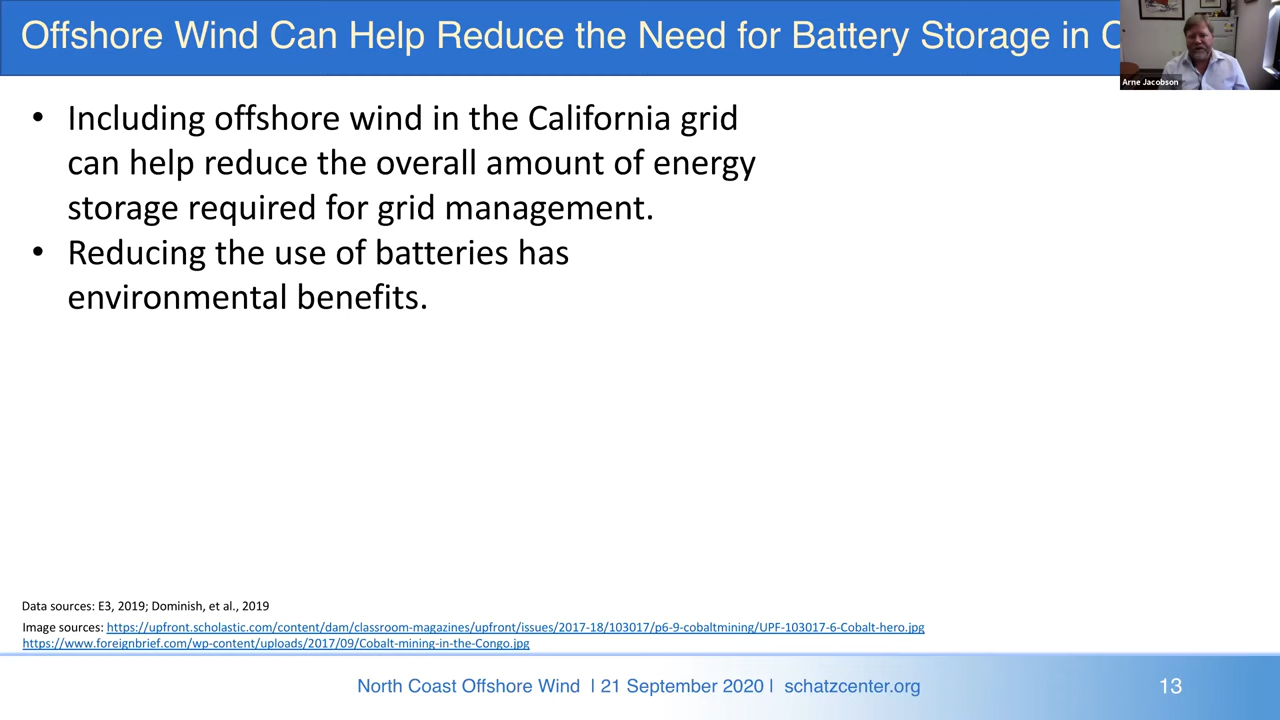 Offshore Wind Can Help Reduce the Need for Battery Storage in C
Arne Jacobson
• Including offshore wind in the California grid
can help reduce the overall amount of energy
storage required for grid management.
• Reducing the use of batteries has
environmental benefits.
Data sources: E3, 2019; Dominish, et al., 2019
Image sources: https://upfront.scholastic.com/content/dam/classroom-magazines/upfront/issues/2017-18/103017/p6-9-cobaltmining/UPF-103017-6-Cobalt-hero.jpg
https://www.foreignbrief.com/wp-content/uploads/2017/09/Cobalt-mining-in-the-Congo.jpg
North Coast Offshore Wind | 21 September 2020 | schatzcenter.org
13